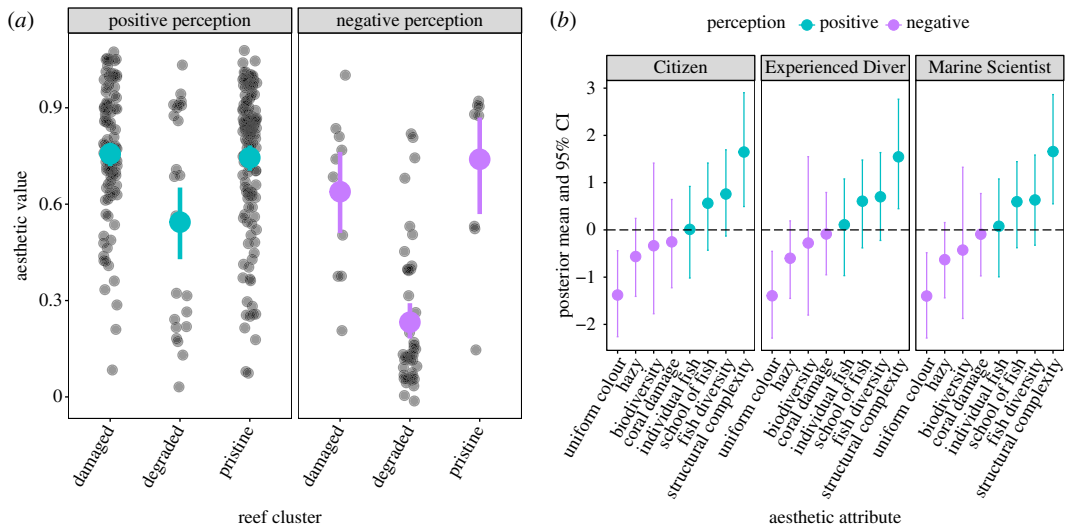 (a)
positive perception
negative perception
aesthetic value
0.9
0.6
0.3
0
damaged
degraded
pristine
damaged
degraded
pristine
reef cluster
(b)
perception positive negative
Citizen
Experienced Diver
Marine Scientist
posterior mean and 95% CI
3
2
1
0
−1
−2
uniform colour
hazy
biodiversity
coral damage
individual fish
school of fish
fish diversity
structural complexity
uniform colour
hazy
biodiversity
coral damage
individual fish
school of fish
fish diversity
structural complexity
uniform colour
hazy
biodiversity
coral damage
individual fish
school of fish
fish diversity
structural complexity
aesthetic attribute